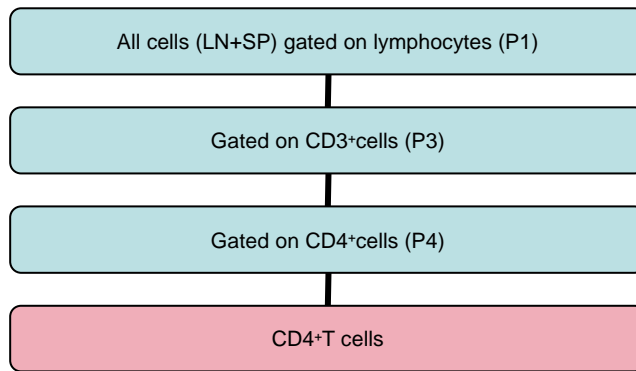 All cells (LN+SP) gated on lymphocytes (P1)
Gated on CD3⁺cells (P3)
Gated on CD4⁺cells (P4)
CD4⁺T cells